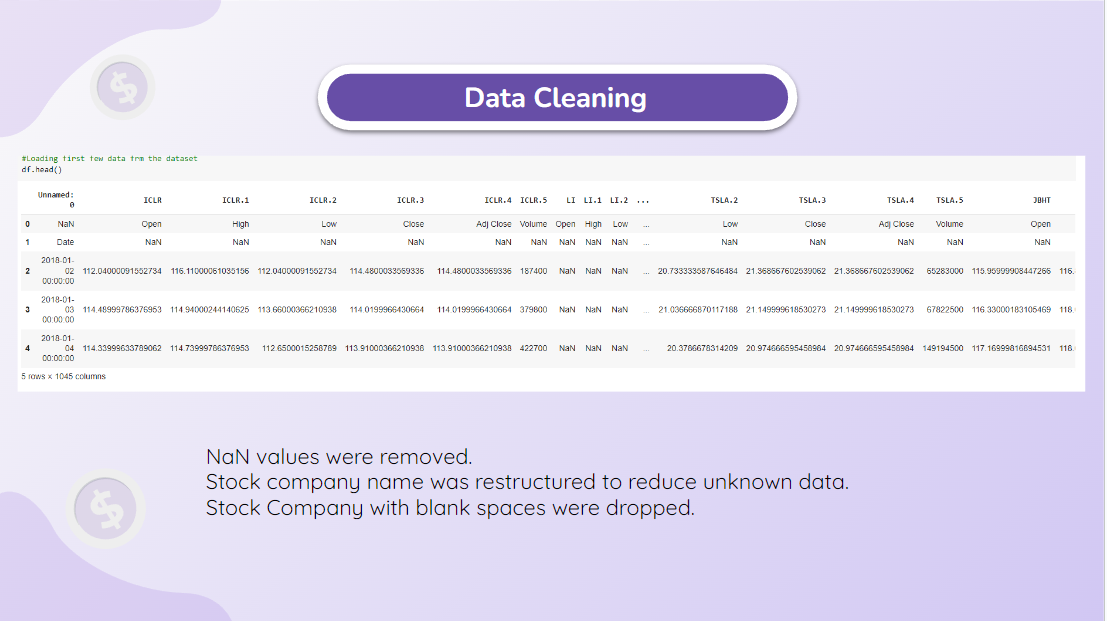 Data Cleaning
#Loading first few data frm the dataset
df.head()
Unnamed: 0 ICLR ICLR.1 ICLR.2 ICLR.3 ICLR.4 ICLR.5 LI LI.1 LI.2 ... TSLA.2 TSLA.3 TSLA.4 TSLA.5 JBHT
0 NaN Open High Low Close Adj Close Volume Open High Low ... Low Close Adj Close Volume Open
1 Date NaN NaN NaN NaN NaN NaN NaN NaN NaN ... NaN NaN NaN NaN NaN
2 2018-01-02 00:00:00 112.04000091552734 116.11000061035156 112.04000091552734 114.4800033569336 114.4800033569336 187400 NaN NaN NaN ... 20.733333587646484 21.368667602539062 21.368667602539062 65283000 115.95999908447266 116.
3 2018-01-03 00:00:00 114.48999786376953 114.94000244140625 113.66000366210938 114.0199966430664 114.0199966430664 379800 NaN NaN NaN ... 21.036666870117188 21.149999618530273 21.149999618530273 67822500 116.33000183105469 118.
4 2018-01-04 00:00:00 114.33999633789062 114.73999786376953 112.6500015258789 113.91000366210938 113.91000366210938 422700 NaN NaN NaN ... 20.3786678314209 20.974666595458984 20.974666595458984 149194500 117.16999816894531 116.
5 rows × 1045 columns
NaN values were removed.
Stock company name was restructured to reduce unknown data.
Stock Company with blank spaces were dropped.